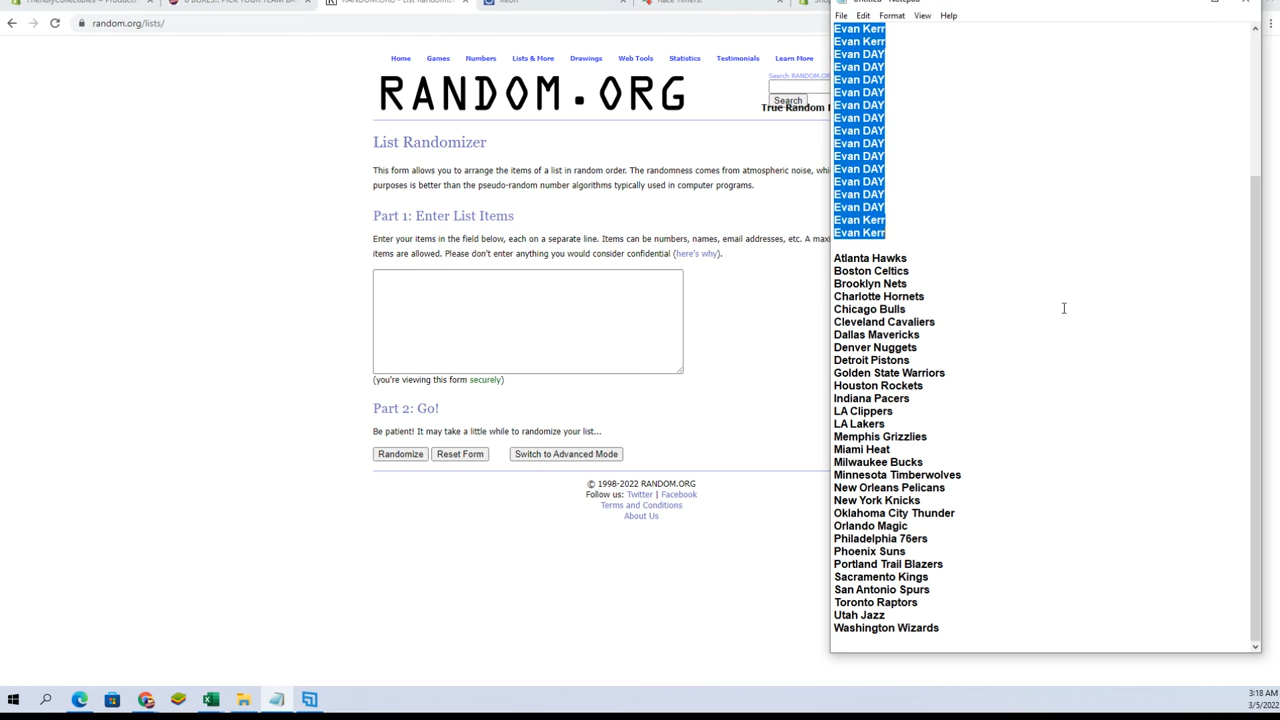 random.org/lists/
Home Games Numbers Lists & More Drawings Web Tools Statistics Testimonials Learn More
Search RANDOM.OR
RANDOM.ORG
Search
True Random
List Randomizer
This form allows you to arrange the items of a list in random order. The randomness comes from atmospheric noise, whi
purposes is better than the pseudo-random number algorithms typically used in computer programs.
Part 1: Enter List Items
Enter your items in the field below, each on a separate line. Items can be numbers, names, email addresses, etc. A maxi
items are allowed. Please don't enter anything you would consider confidential (here's why).
(you're viewing this form securely)
Part 2: Go!
Be patient! It may take a little while to randomize your list...
Randomize Reset Form Switch to Advanced Mode
© 1998-2022 RANDOM.ORG
Follow us: Twitter | Facebook
Terms and Conditions
About Us
File Edit Format View Help
Evan Kerr
Evan Kerr
Evan DAY
Evan DAY
Evan DAY
Evan DAY
Evan DAY
Evan DAY
Evan DAY
Evan DAY
Evan DAY
Evan DAY
Evan DAY
Evan DAY
Evan DAY
Evan Kerr
Evan Kerr
Atlanta Hawks
Boston Celtics
Brooklyn Nets
Charlotte Hornets
Chicago Bulls
Cleveland Cavaliers
Dallas Mavericks
Denver Nuggets
Detroit Pistons
Golden State Warriors
Houston Rockets
Indiana Pacers
LA Clippers
LA Lakers
Memphis Grizzlies
Miami Heat
Milwaukee Bucks
Minnesota Timberwolves
New Orleans Pelicans
New York Knicks
Oklahoma City Thunder
Orlando Magic
Philadelphia 76ers
Phoenix Suns
Portland Trail Blazers
Sacramento Kings
San Antonio Spurs
Toronto Raptors
Utah Jazz
Washington Wizards
3:18 AM
3/5/2022